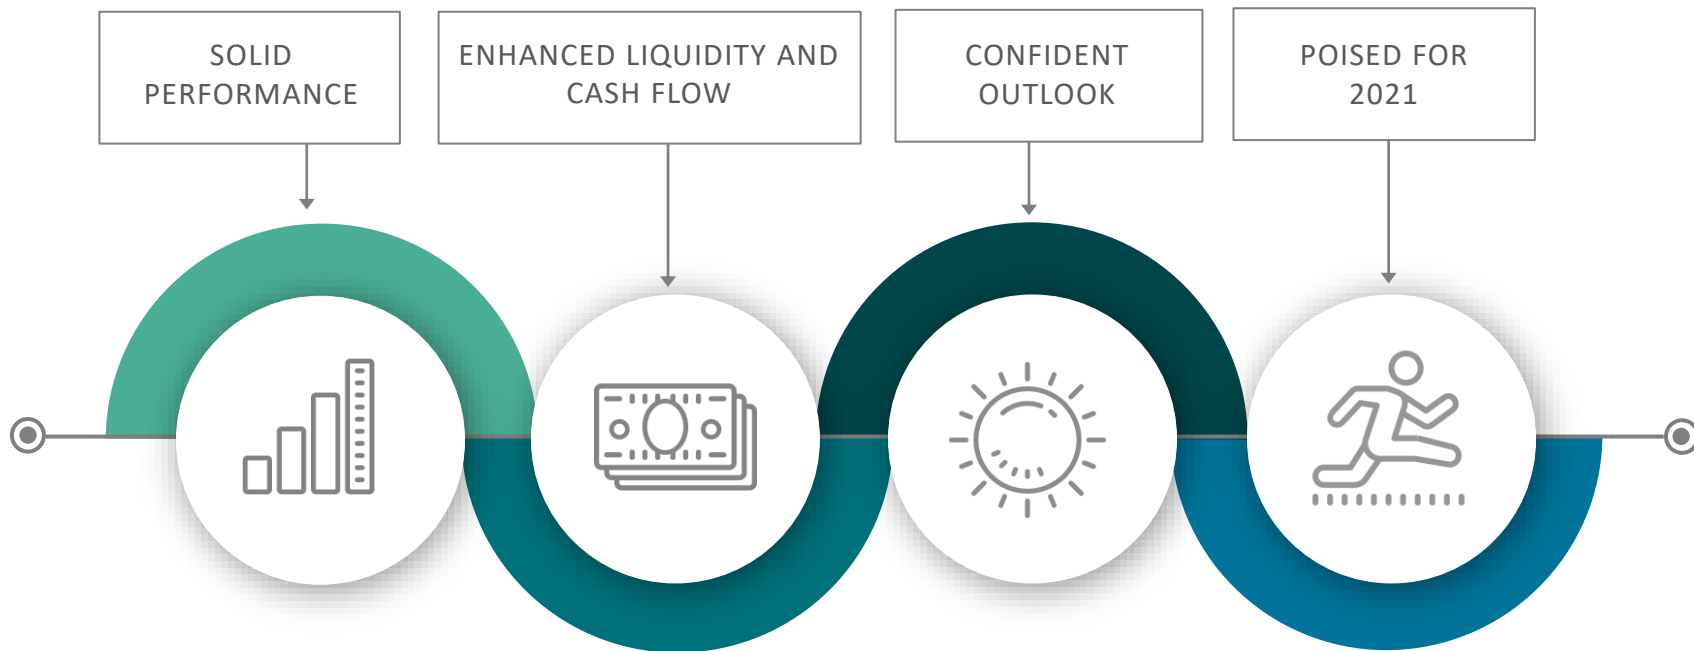 SOLID
PERFORMANCE
ENHANCED LIQUIDITY AND
CASH FLOW
CONFIDENT
OUTLOOK
POISED FOR
2021